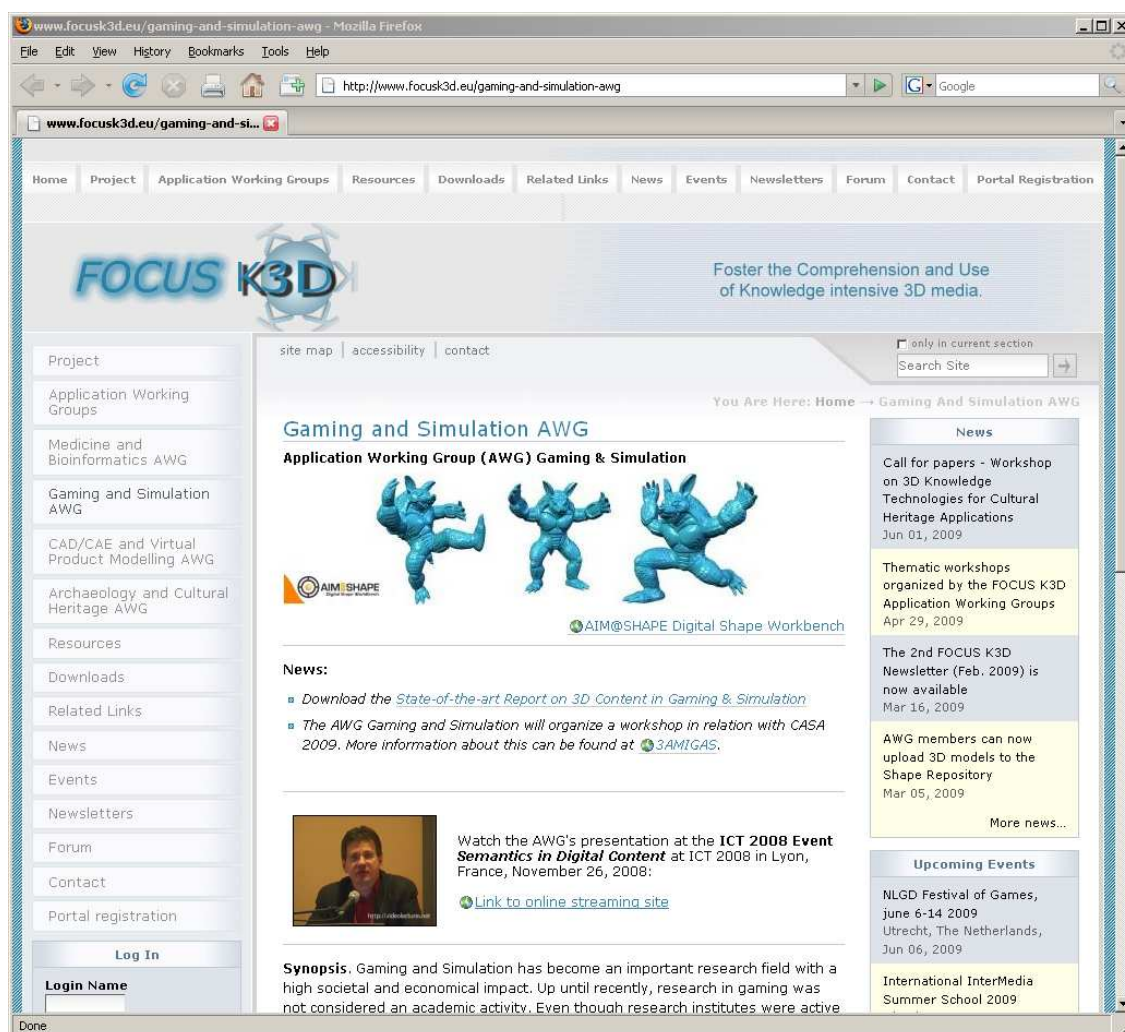 www.focusk3d.eu/gaming-and-simulation-awg - Mozilla Firefox
File Edit View History Bookmarks Tools Help
http://www.focusk3d.eu/gaming-and-simulation-awg
G Google
www.focusk3d.eu/gaming-and-si...
Home Project Application Working Groups Resources Downloads Related Links News Events Newsletters Forum Contact Portal Registration
FOCUS K3D
Foster the Comprehension and Use
of Knowledge intensive 3D media.
site map | accessibility | contact
only in current section
Search Site
You Are Here: Home → Gaming And Simulation AWG
Project
Application Working
Groups
Medicine and
Bioinformatics AWG
Gaming and Simulation
AWG
CAD/CAE and Virtual
Product Modelling AWG
Archaeology and Cultural
Heritage AWG
Resources
Downloads
Related Links
News
Events
Newsletters
Forum
Contact
Portal registration
Log In
Login Name
Gaming and Simulation AWG
Application Working Group (AWG) Gaming & Simulation
AIM@SHAPE
Digital Shape Workbench
AIM@SHAPE Digital Shape Workbench
News:
Download the State-of-the-art Report on 3D Content in Gaming & Simulation
The AWG Gaming and Simulation will organize a workshop in relation with CASA
2009. More information about this can be found at 3AMIGAS.
http://videolectures.net
Watch the AWG's presentation at the ICT 2008 Event
Semantics in Digital Content at ICT 2008 in Lyon,
France, November 26, 2008:
Link to online streaming site
Synopsis. Gaming and Simulation has become an important research field with a
high societal and economical impact. Up until recently, research in gaming was
not considered an academic activity. Even though research institutes were active
News
Call for papers - Workshop
on 3D Knowledge
Technologies for Cultural
Heritage Applications
Jun 01, 2009
Thematic workshops
organized by the FOCUS K3D
Application Working Groups
Apr 29, 2009
The 2nd FOCUS K3D
Newsletter (Feb. 2009) is
now available
Mar 16, 2009
AWG members can now
upload 3D models to the
Shape Repository
Mar 05, 2009
More news...
Upcoming Events
NLGD Festival of Games,
june 6-14 2009
Utrecht, The Netherlands,
Jun 06, 2009
International InterMedia
Summer School 2009
Done